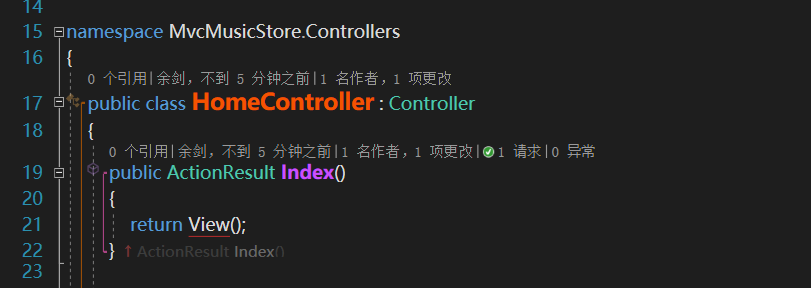 14
15 namespace MvcMusicStore.Controllers
16 {
0 个引用|余剑，不到 5 分钟之前|1 名作者，1 项更改
17 public class HomeController : Controller
18 {
0 个引用|余剑，不到 5 分钟之前|1 名作者，1 项更改|1 请求|0 异常
19 public ActionResult Index()
20 {
21 return View();
22 } ↑ ActionResult Index()
23